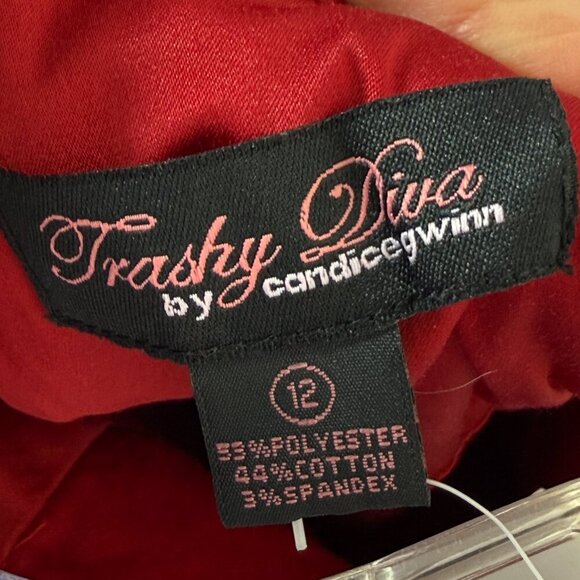 Trashy Diva
by candicegwinn
12
55%POLYESTER
44%COTTON
3%SPANDEX